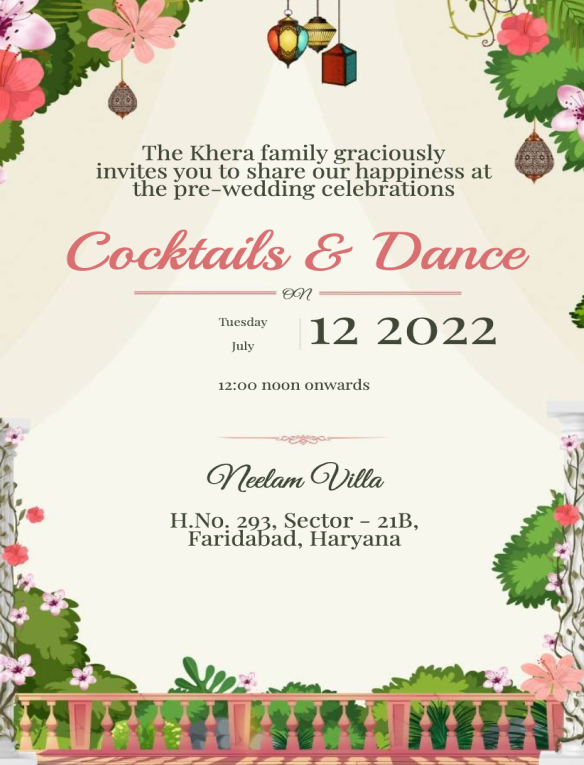 The Khera family graciously
invites you to share our happiness at
the pre-wedding celebrations
Cocktails & Dance
ON
Tuesday
July
12 2022
12:00 noon onwards
Neelam Villa
H.No. 293, Sector - 21B,
Faridabad, Haryana